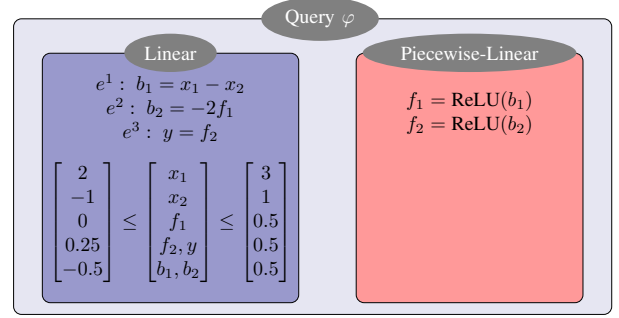 Query φ
Linear
e¹ : b₁ = x₁ − x₂
e² : b₂ = −2f₁
e³ : y = f₂
[2 −1 0 0.25 −0.5] ≤ [x₁ x₂ f₁ f₂, y b₁, b₂] ≤ [3 1 0.5 0.5 0.5]
Piecewise-Linear
f₁ = ReLU(b₁)
f₂ = ReLU(b₂)